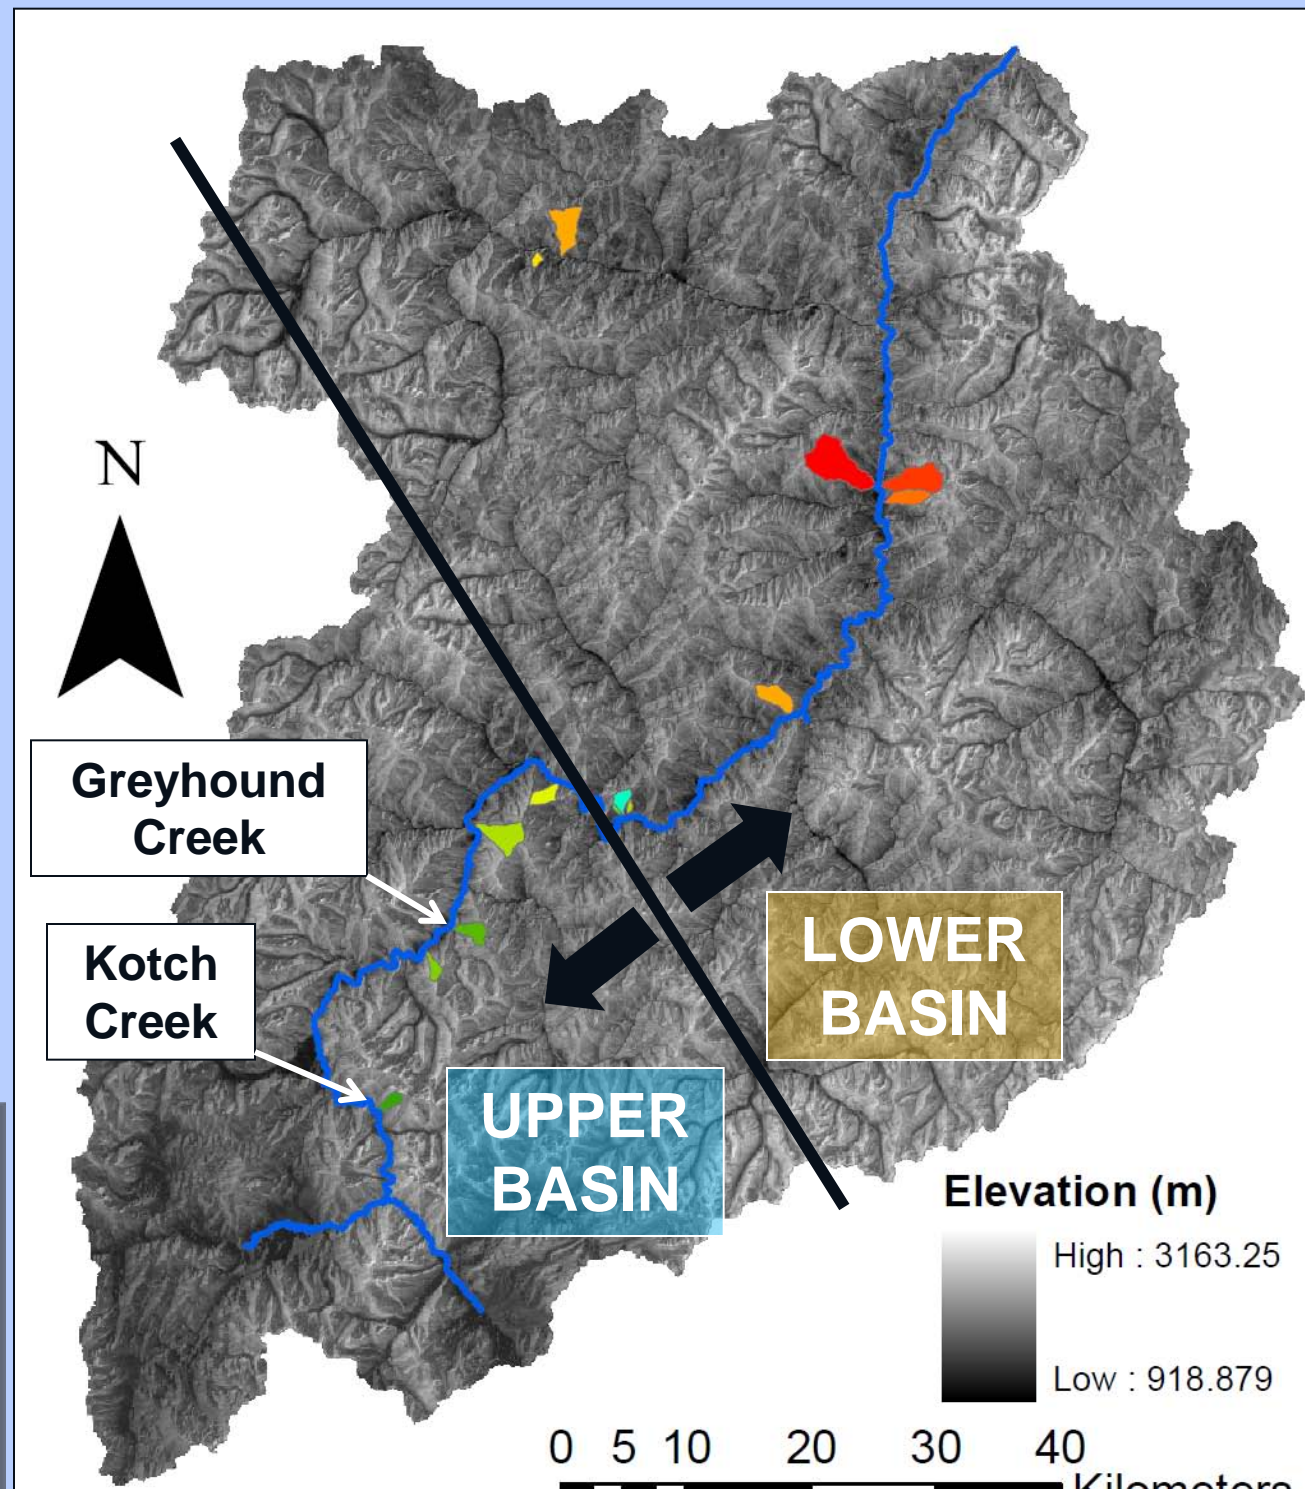 N
Greyhound
Creek
Kotch
Creek
LOWER
BASIN
UPPER
BASIN
Elevation (m)
High : 3163.25
Low : 918.879
0 5 10 20 30 40
Kilometers